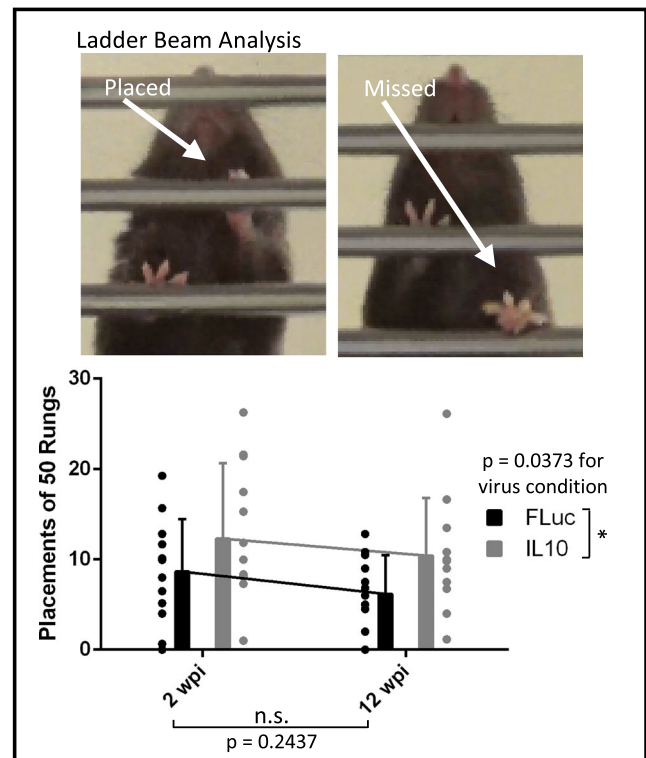 Ladder Beam Analysis
Placed
Missed
Placements of 50 Rungs
30
20
10
0
p = 0.0373 for
virus condition
FLuc
IL10
*
2 wpi
12 wpi
n.s.
p = 0.2437